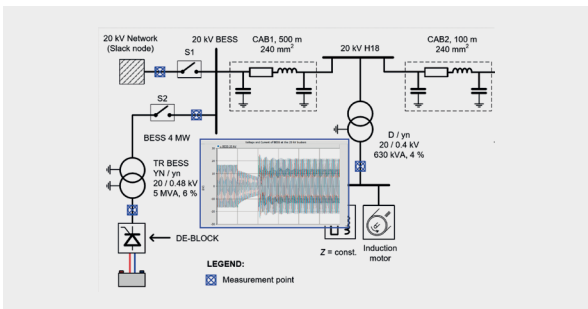 20 kV Network
(Slack node)
S1
20 kV BESS
CAB1, 500 m
240 mm²
20 kV H18
CAB2, 100 m
240 mm²
S2
BESS 4 MW
TR BESS
YN / yn
20 / 0.48 kV
5 MVA, 6 %
D / yn
20 / 0.4 kV
630 kVA, 4 %
DE-BLOCK
Z = const.
Induction
motor
LEGEND:
Measurement point